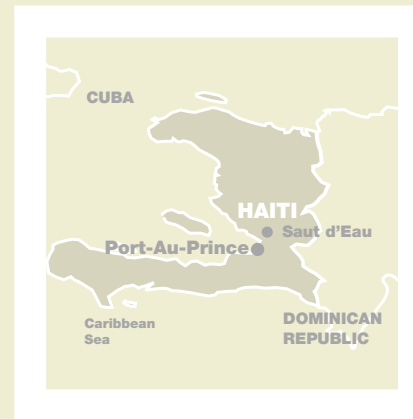 CUBA
HAITI
Saut d'Eau
Port-Au-Prince
Caribbean
Sea
DOMINICAN
REPUBLIC